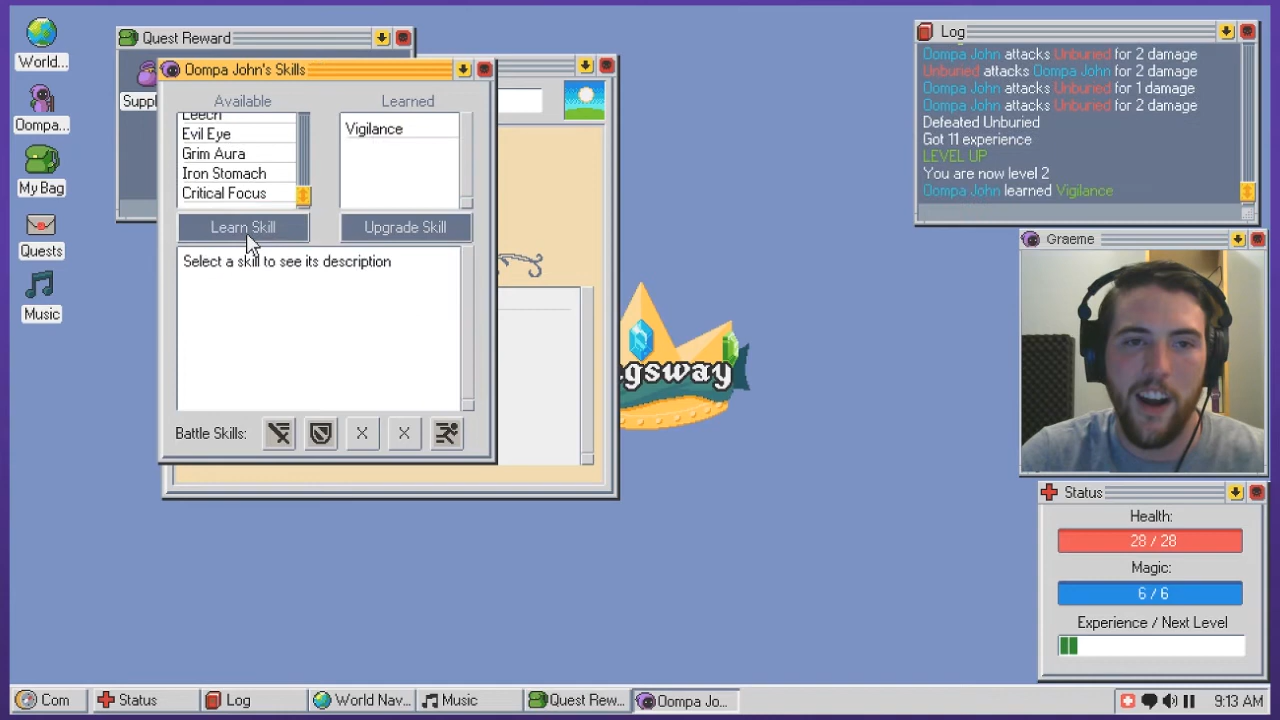 World...
Oompa...
My Bag
Quests
Music
Quest Reward
Suppl
Oompa John's Skills
Available
Learned
Leech
Evil Eye
Grim Aura
Iron Stomach
Critical Focus
Vigilance
Learn Skill
Upgrade Skill
Select a skill to see its description
Battle Skills:
X
X
gsway
Log
Oompa John attacks Unburied for 2 damage
Unburied attacks Oompa John for 2 damage
Oompa John attacks Unburied for 1 damage
Oompa John attacks Unburied for 2 damage
Defeated Unburied
Got 11 experience
LEVEL UP
You are now level 2
Oompa John learned Vigilance
Graeme
Status
Health:
28 / 28
Magic:
6 / 6
Experience / Next Level
Com
Status
Log
World Nav...
Music
Quest Rew...
Oompa Jo...
9:13 AM